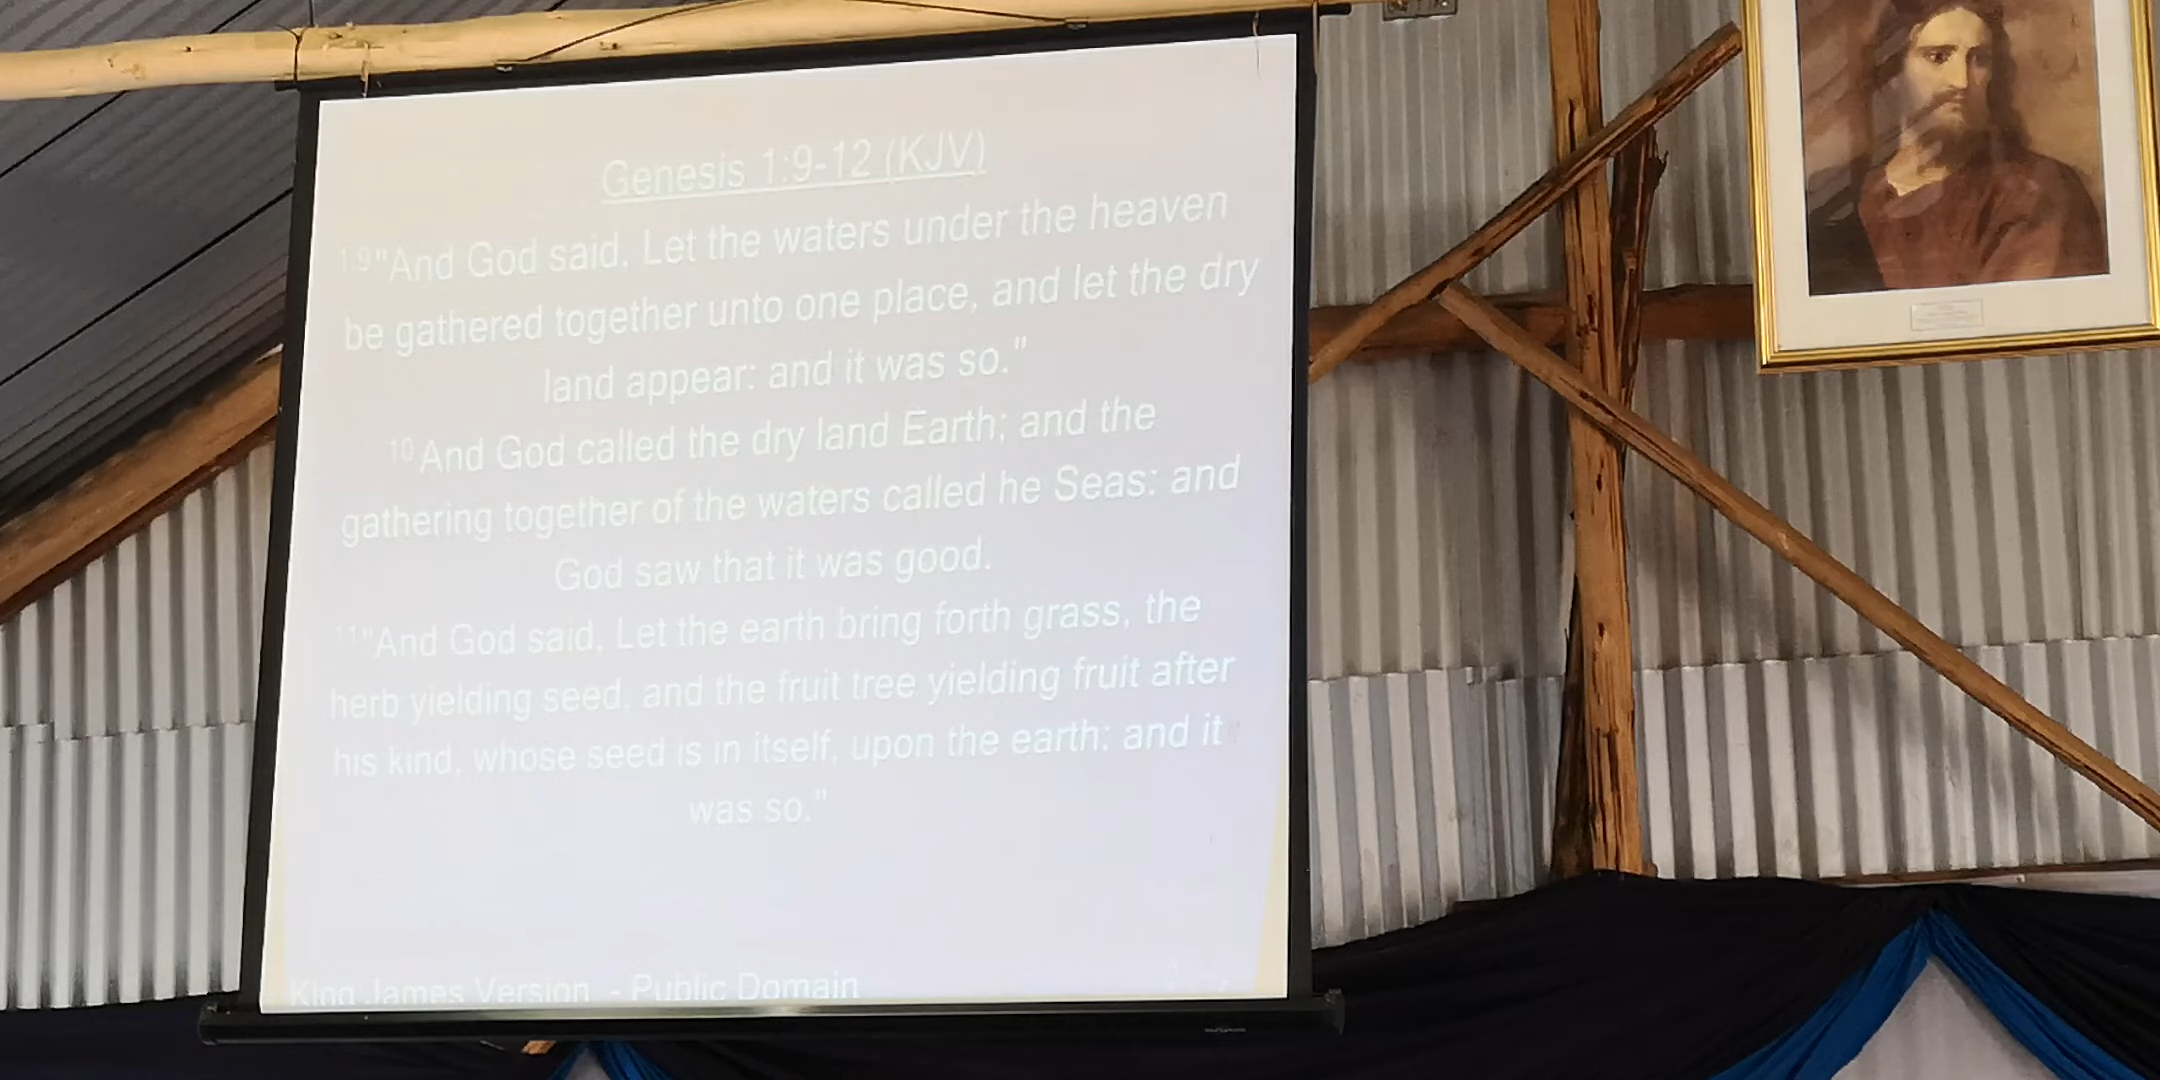 Genesis 1:9-12 (KJV)
1:9"And God said, Let the waters under the heaven
be gathered together unto one place, and let the dry
land appear: and it was so."
10 And God called the dry land Earth; and the
gathering together of the waters called he Seas: and
God saw that it was good.
11"And God said, Let the earth bring forth grass, the
herb yielding seed, and the fruit tree yielding fruit after
his kind, whose seed is in itself, upon the earth: and it
was so."
King James Version - Public Domain